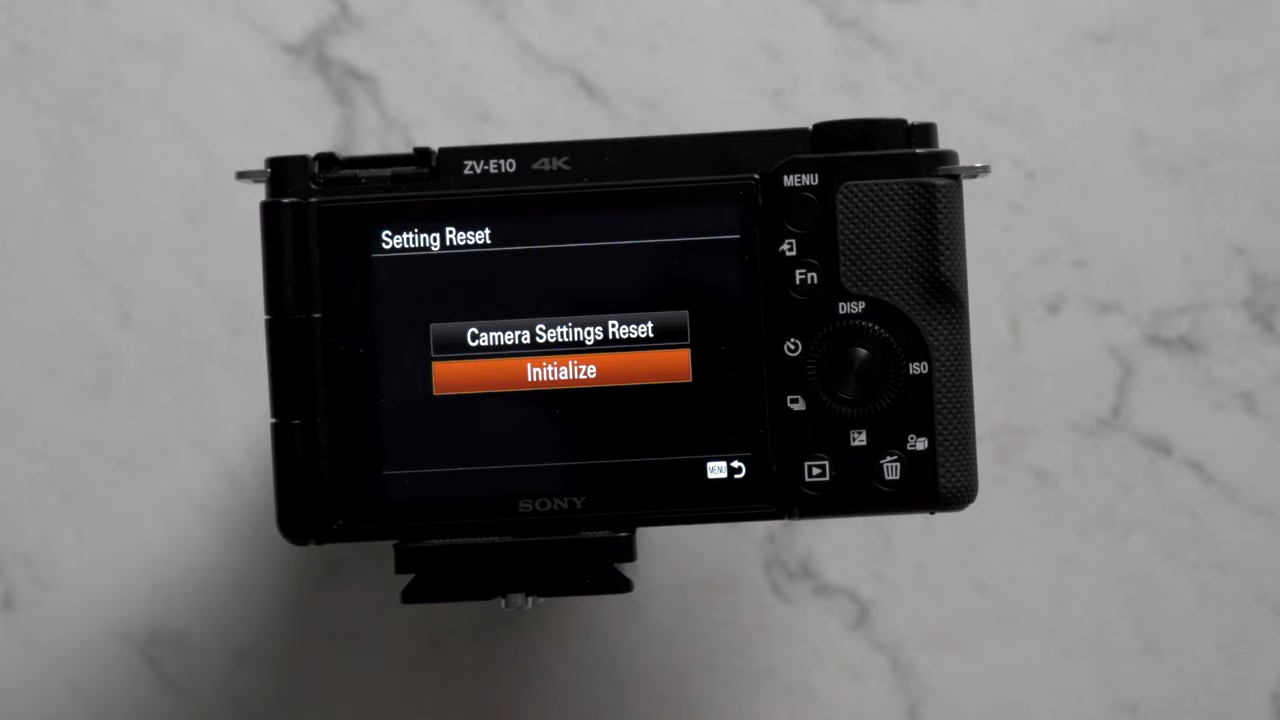 ZV-E10 4K
MENU
Setting Reset
Fn
DISP
Camera Settings Reset
Initialize
ISO
MENU
SONY